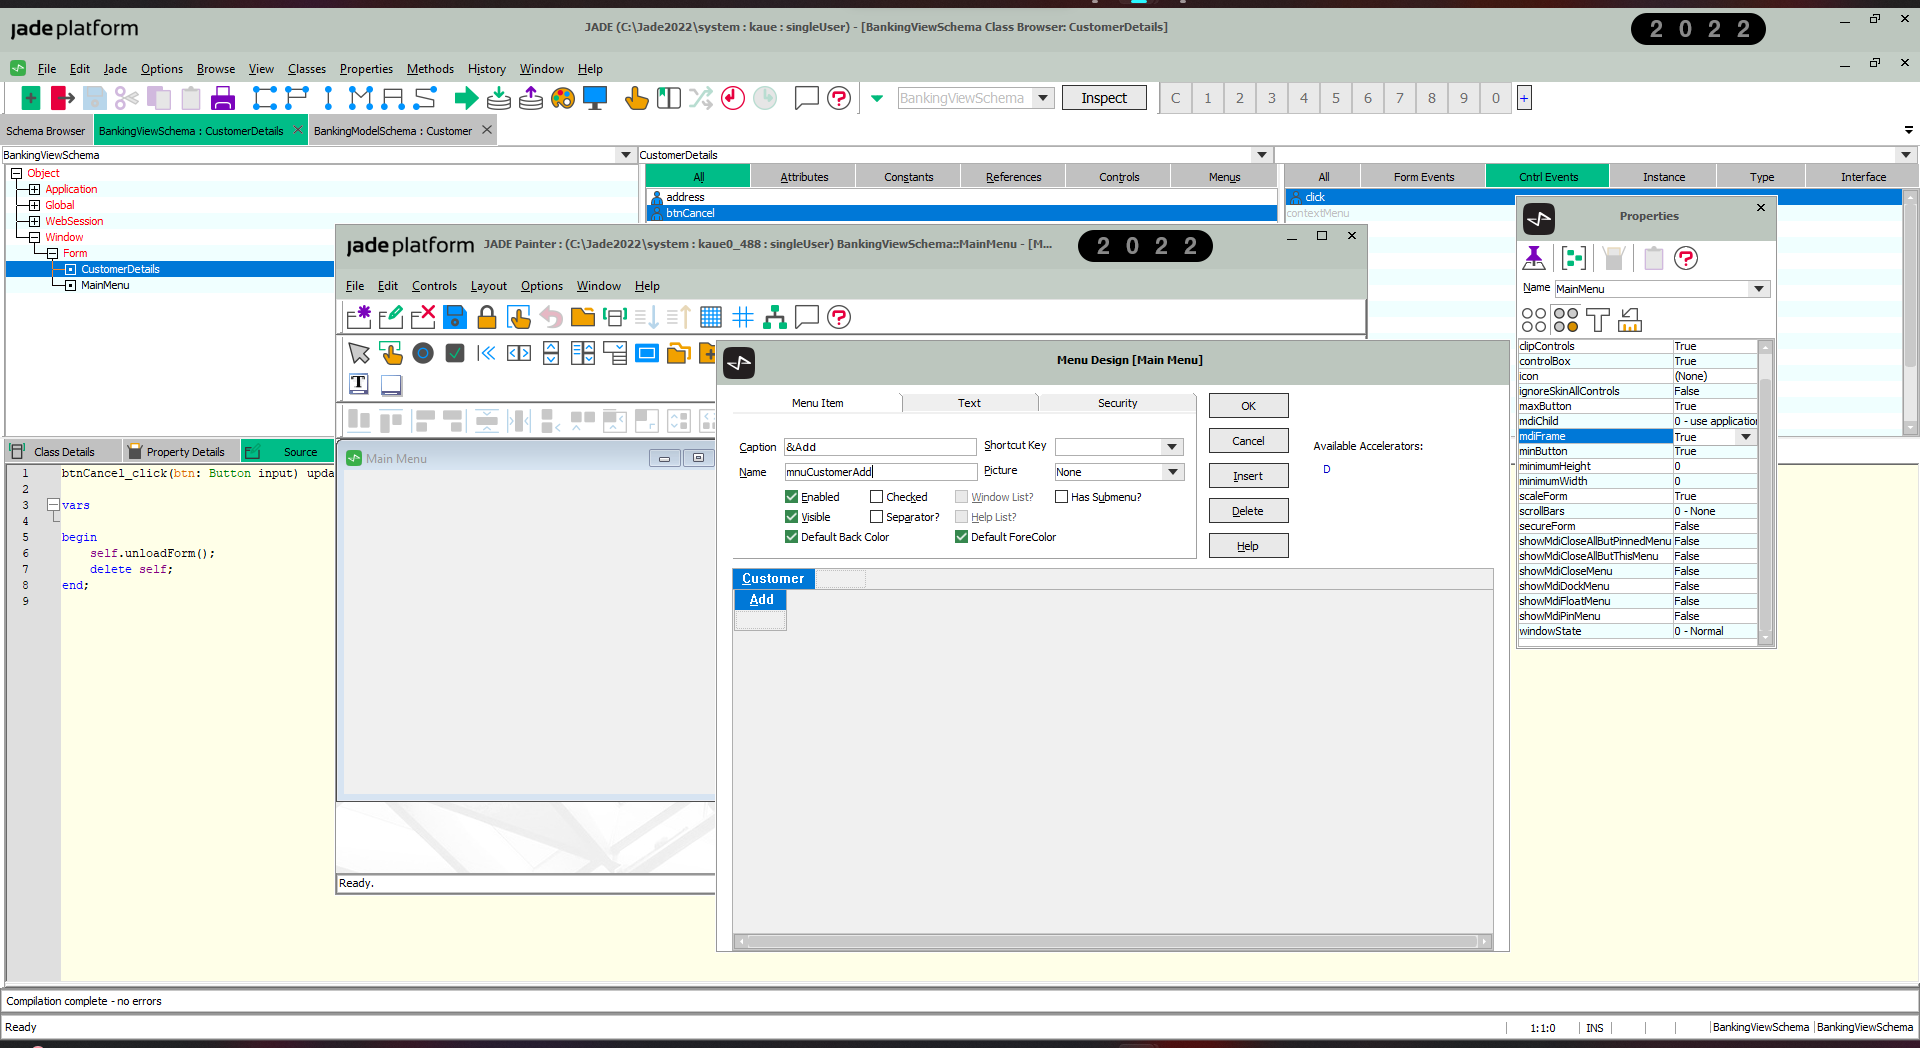 jadeplatform
JADE (C:\Jade2022\system : kaue : singleUser) - [BankingViewSchema Class Browser: CustomerDetails]
2 0 2 2
File Edit Jade Options Browse View Classes Properties Methods History Window Help
BankingViewSchema
Inspect
C 1 2 3 4 5 6 7 8 9 0 +
Schema Browser
BankingViewSchema : CustomerDetails
BankingModelSchema : Customer
BankingViewSchema
CustomerDetails
Object
Application
Global
WebSession
Window
Form
CustomerDetails
MainMenu
All Attributes Constants References Controls Menus
address
btnCancel
All Form Events Cntrl Events Instance Type Interface
click
contextMenu
Class Details
Property Details
Source
1 btnCancel_click(btn: Button input) upda
2
3 vars
4
5 begin
6 self.unloadForm();
7 delete self;
8 end;
9
jadeplatform
JADE Painter : (C:\Jade2022\system : kaue0_488 : singleUser) BankingViewSchema::MainMenu - [M...
2 0 2 2
File Edit Controls Layout Options Window Help
T
Main Menu
Ready.
Menu Design [Main Menu]
Menu Item Text Security
Caption &Add
Shortcut Key
Name mnuCustomerAdd
Picture None
Enabled Checked Window List? Has Submenu?
Visible Separator? Help List?
Default Back Color Default ForeColor
OK
Cancel
Insert
Delete
Help
Available Accelerators:
D
Customer
Add
Properties
Name MainMenu
clipControls True
controlBox True
icon (None)
ignoreSkinAllControls False
maxButton True
mdiChild 0 - use application
mdiFrame True
minButton True
minimumHeight 0
minimumWidth 0
scaleForm True
scrollBars 0 - None
secureForm False
showMdiCloseAllButPinnedMenu False
showMdiCloseAllButThisMenu False
showMdiCloseMenu False
showMdiDockMenu False
showMdiFloatMenu False
showMdiPinMenu False
windowState 0 - Normal
Compilation complete - no errors
Ready
1:1:0 INS BankingViewSchema BankingViewSchema